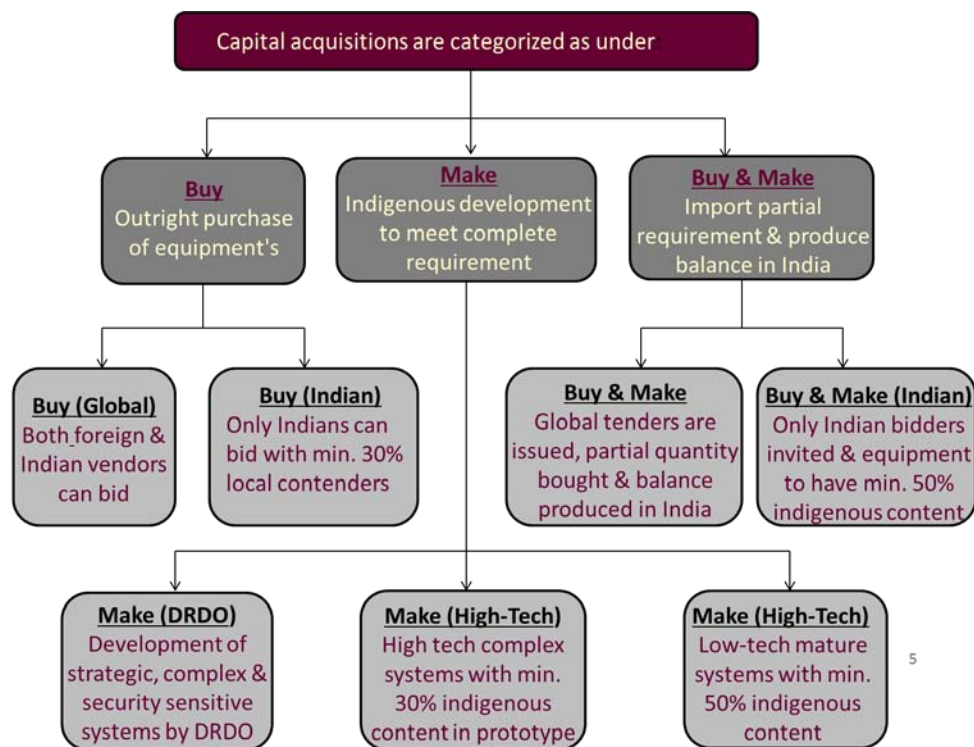 Capital acquisitions are categorized as under:
Buy
Outright purchase
of equipment's
Make
Indigenous development
to meet complete
requirement
Buy & Make
Import partial
requirement & produce
balance in India
Buy (Global)
Both foreign &
Indian vendors
can bid
Buy (Indian)
Only Indians can
bid with min. 30%
local contenders
Buy & Make
Global tenders are
issued, partial quantity
bought & balance
produced in India
Buy & Make (Indian)
Only Indian bidders
invited & equipment
to have min. 50%
indigenous content
Make (DRDO)
Development of
strategic, complex &
security sensitive
systems by DRDO
Make (High-Tech)
High tech complex
systems with min.
30% indigenous
content in prototype
Make (High-Tech)
Low-tech mature
systems with min.
50% indigenous
content
5